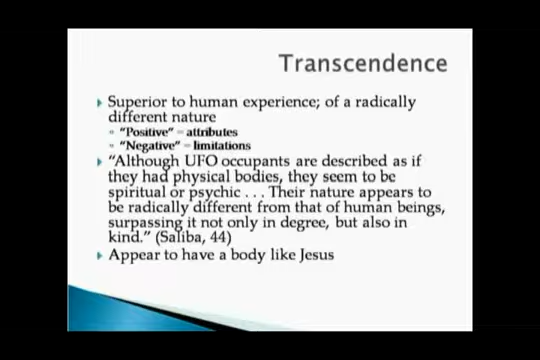 Transcendence
Superior to human experience; of a radically
different nature
"Positive" = attributes
"Negative" = limitations
"Although UFO occupants are described as if
they had physical bodies, they seem to be
spiritual or psychic . . . Their nature appears to
be radically different from that of human beings,
surpassing it not only in degree, but also in
kind." (Saliba, 44)
Appear to have a body like Jesus